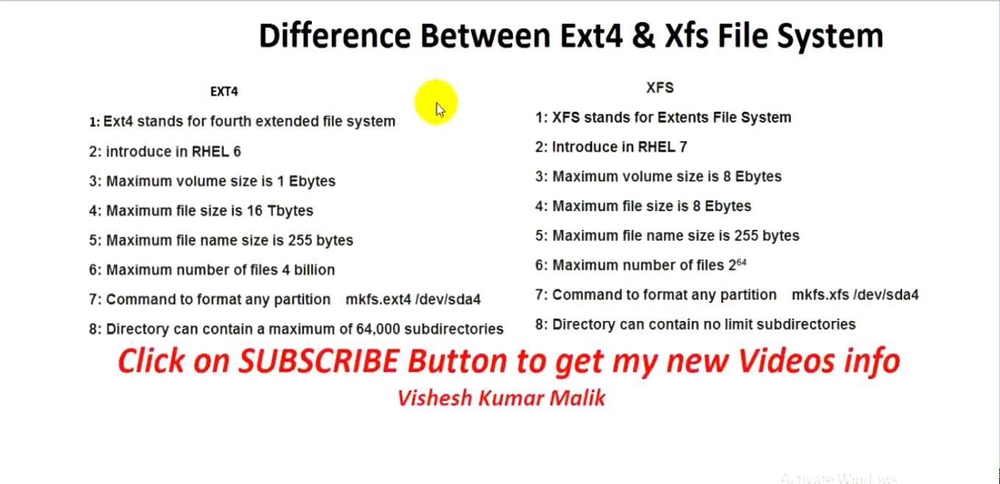 Difference Between Ext4 & Xfs File System
EXT4
1: Ext4 stands for fourth extended file system
2: introduce in RHEL 6
3: Maximum volume size is 1 Ebytes
4: Maximum file size is 16 Tbytes
5: Maximum file name size is 255 bytes
6: Maximum number of files 4 billion
7: Command to format any partition mkfs.ext4 /dev/sda4
8: Directory can contain a maximum of 64,000 subdirectories
XFS
1: XFS stands for Extents File System
2: Introduce in RHEL 7
3: Maximum volume size is 8 Ebytes
4: Maximum file size is 8 Ebytes
5: Maximum file name size is 255 bytes
6: Maximum number of files 2⁶⁴
7: Command to format any partition mkfs.xfs /dev/sda4
8: Directory can contain no limit subdirectories
Click on SUBSCRIBE Button to get my new Videos info
Vishesh Kumar Malik
Activate Windows